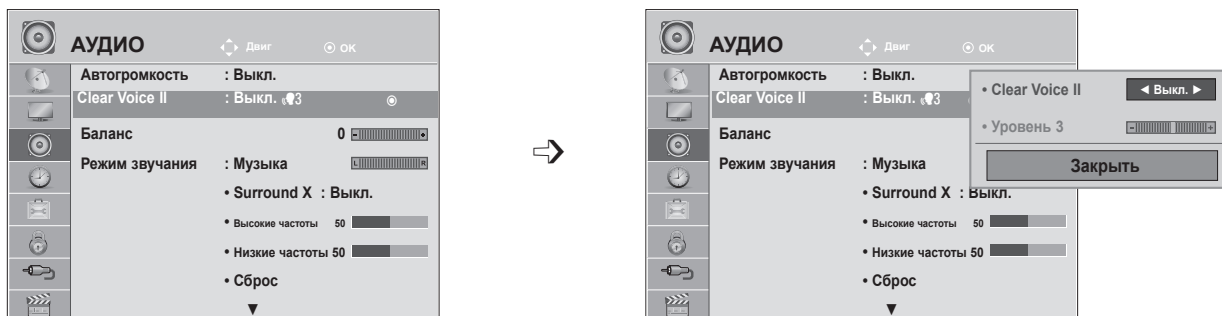 АУДИО
Двиг
ОК
Автогромкость : Выкл.
Clear Voice II : Выкл. 3
Баланс 0 - +
L R
Режим звучания : Музыка
• Surround X : Выкл.
• Высокие частоты 50
• Низкие частоты 50
• Сброс
АУДИО
Двиг
ОК
Автогромкость : Выкл.
Clear Voice II : Выкл. 3
Баланс
Режим звучания : Музыка
• Surround X : Выкл.
• Высокие частоты 50
• Низкие частоты 50
• Сброс
• Clear Voice II ◄ Выкл. ►
• Уровень 3 - +
Закрыть